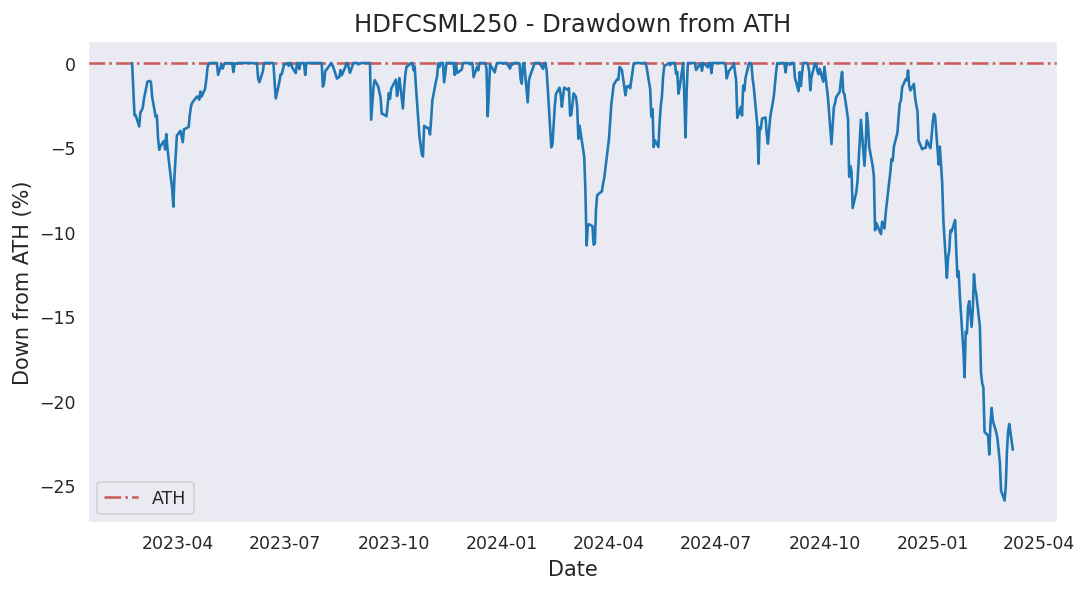 HDFCSML250 - Drawdown from ATH
Down from ATH (%)
0
−5
−10
−15
−20
−25
ATH
2023-04 2023-07 2023-10 2024-01 2024-04 2024-07 2024-10 2025-01 2025-04
Date